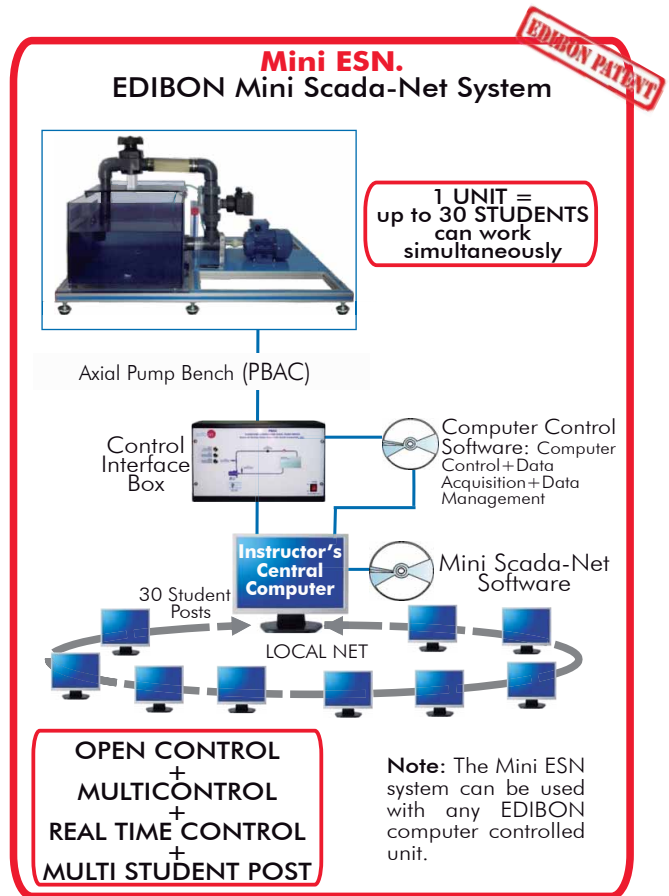 EDIBON PATENT
Mini ESN.
EDIBON Mini Scada-Net System
1 UNIT =
up to 30 STUDENTS
can work
simultaneously
Axial Pump Bench (PBAC)
Control
Interface
Box
Computer Control
Software: Computer
Control+Data
Acquisition+Data
Management
Instructor's
Central
Computer
Mini Scada-Net
Software
30 Student
Posts
LOCAL NET
OPEN CONTROL
+
MULTICONTROL
+
REAL TIME CONTROL
+
MULTI STUDENT POST
Note: The Mini ESN
system can be used
with any EDIBON
computer controlled
unit.